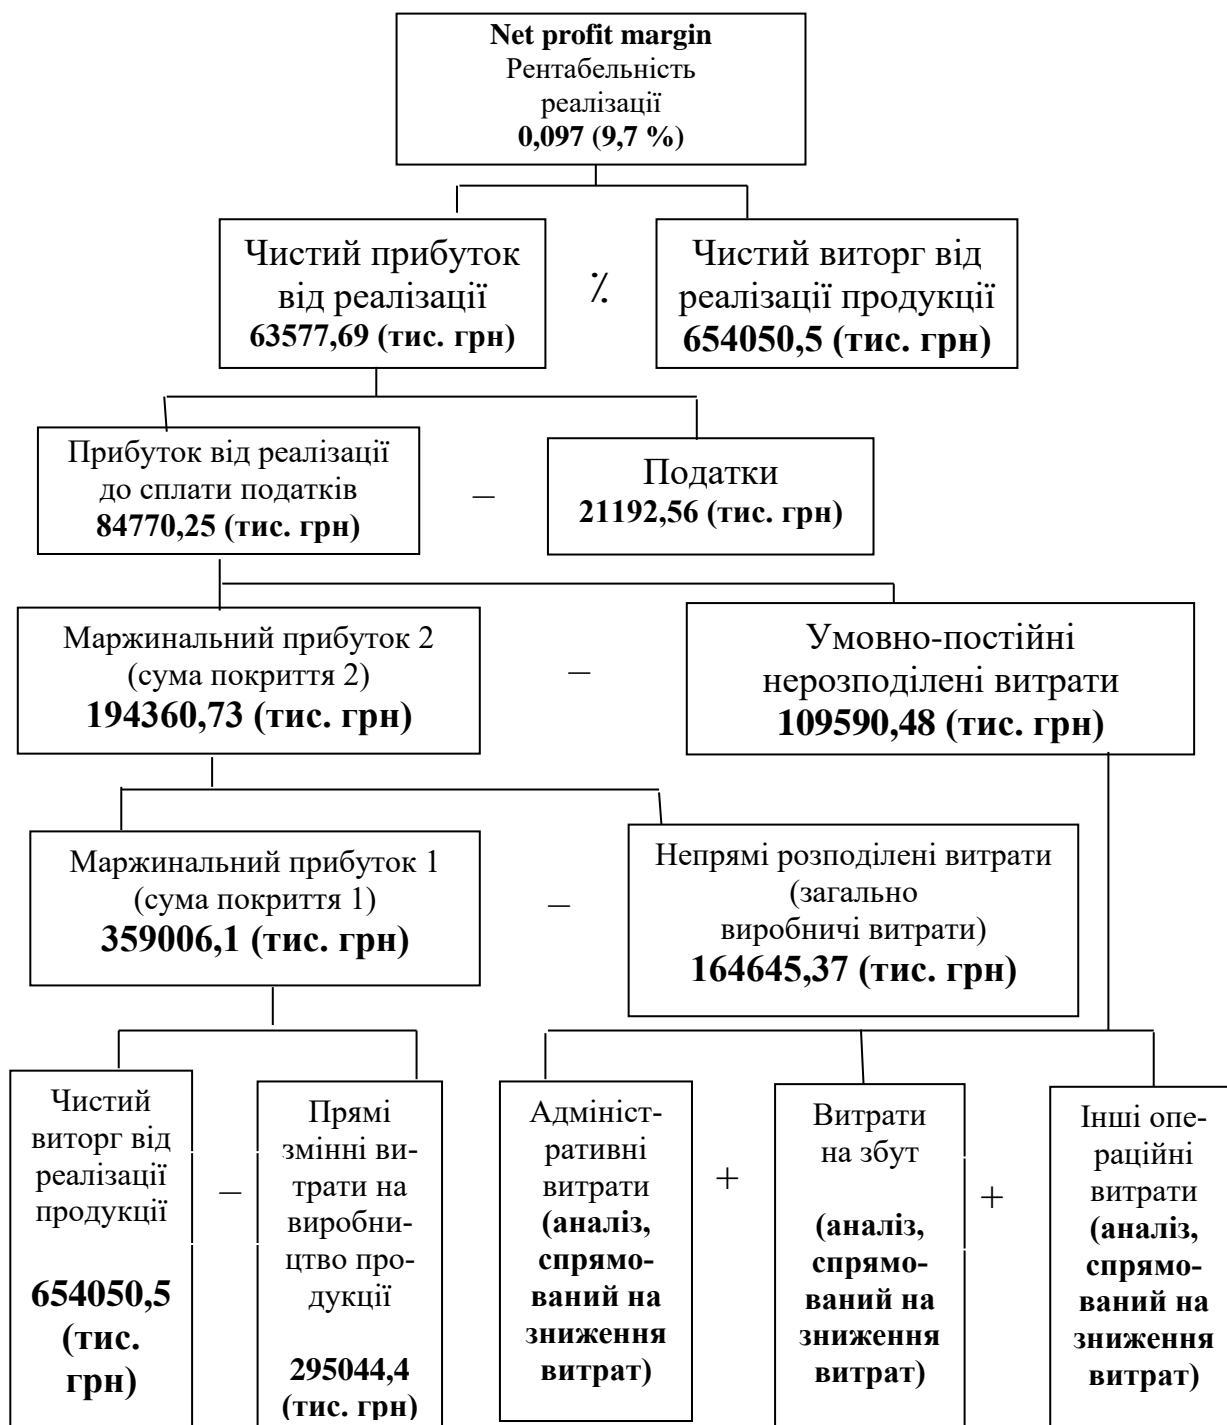 Net profit margin
Рентабельність
реалізації
0,097 (9,7 %)
Чистий прибуток
від реалізації
63577,69 (тис. грн)
٪
Чистий виторг від
реалізації продукції
654050,5 (тис. грн)
Прибуток від реалізації
до сплати податків
84770,25 (тис. грн)
–
Податки
21192,56 (тис. грн)
Маржинальний прибуток 2
(сума покриття 2)
194360,73 (тис. грн)
–
Умовно-постійні
нерозподілені витрати
109590,48 (тис. грн)
Маржинальний прибуток 1
(сума покриття 1)
359006,1 (тис. грн)
–
Непрямі розподілені витрати
(загально
виробничі витрати)
164645,37 (тис. грн)
Чистий
виторг від
реалізації
продукції
654050,5
(тис.
грн)
–
Прямі
змінні ви-
трати на
виробни-
цтво про-
дукції
295044,4
(тис. грн)
Адмініст-
ративні
витрати
(аналіз,
спрямо-
ваний на
зниження
витрат)
+
Витрати
на збут
(аналіз,
спрямо-
ваний на
зниження
витрат)
+
Інші опе-
раційні
витрати
(аналіз,
спрямо-
ваний на
зниження
витрат)